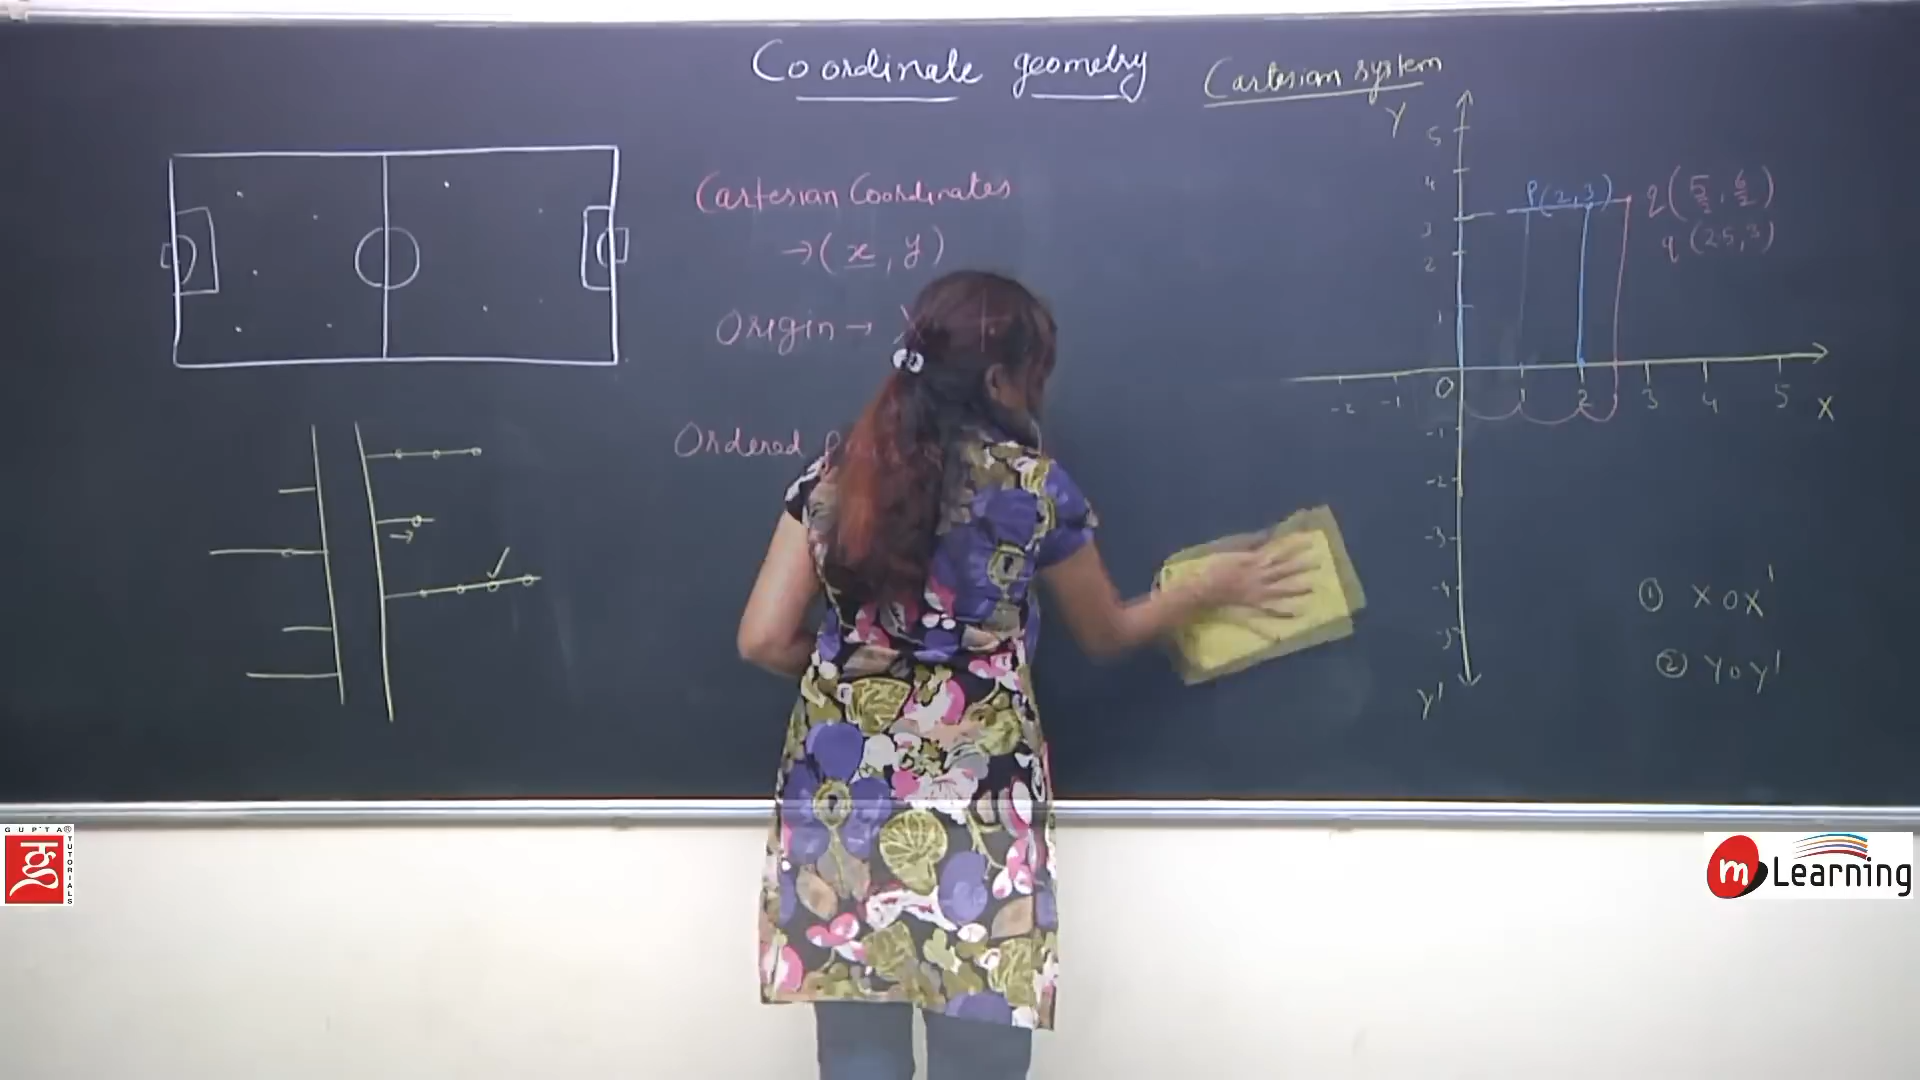 Coordinate geometry
Cartesian system
Cartesian Coordinates
→ (x, y)
Origin →
Ordered
Y
5
4
3
2
1
P(2,3)
q(5/2, 6/2)
q (2.5, 3)
-2 -1 0 1 2 3 4 5 X
-1
-2
-3
-4
-5
Y'
① XOX'
② YOY'
GUPTA®
TUTORIALS
m Learning